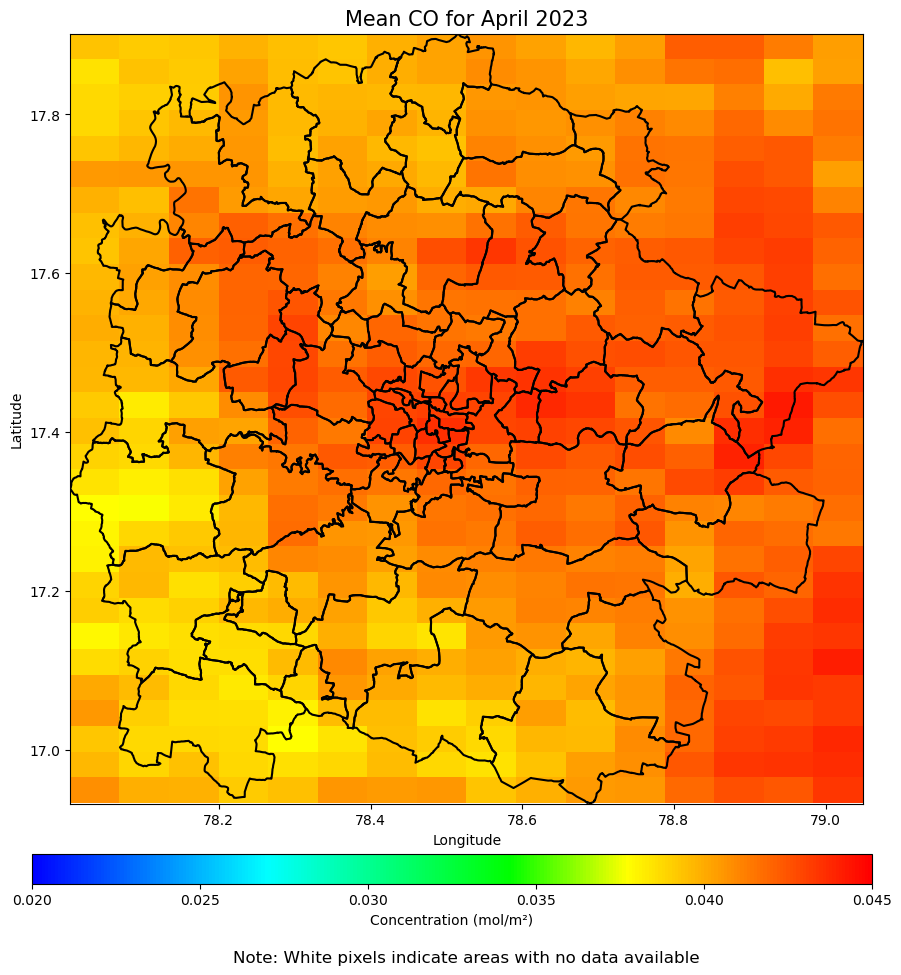 Mean CO for April 2023
17.8
17.6
17.4
17.2
17.0
Latitude
78.2 78.4 78.6 78.8 79.0
Longitude
0.020 0.025 0.030 0.035 0.040 0.045
Concentration (mol/m²)
Note: White pixels indicate areas with no data available